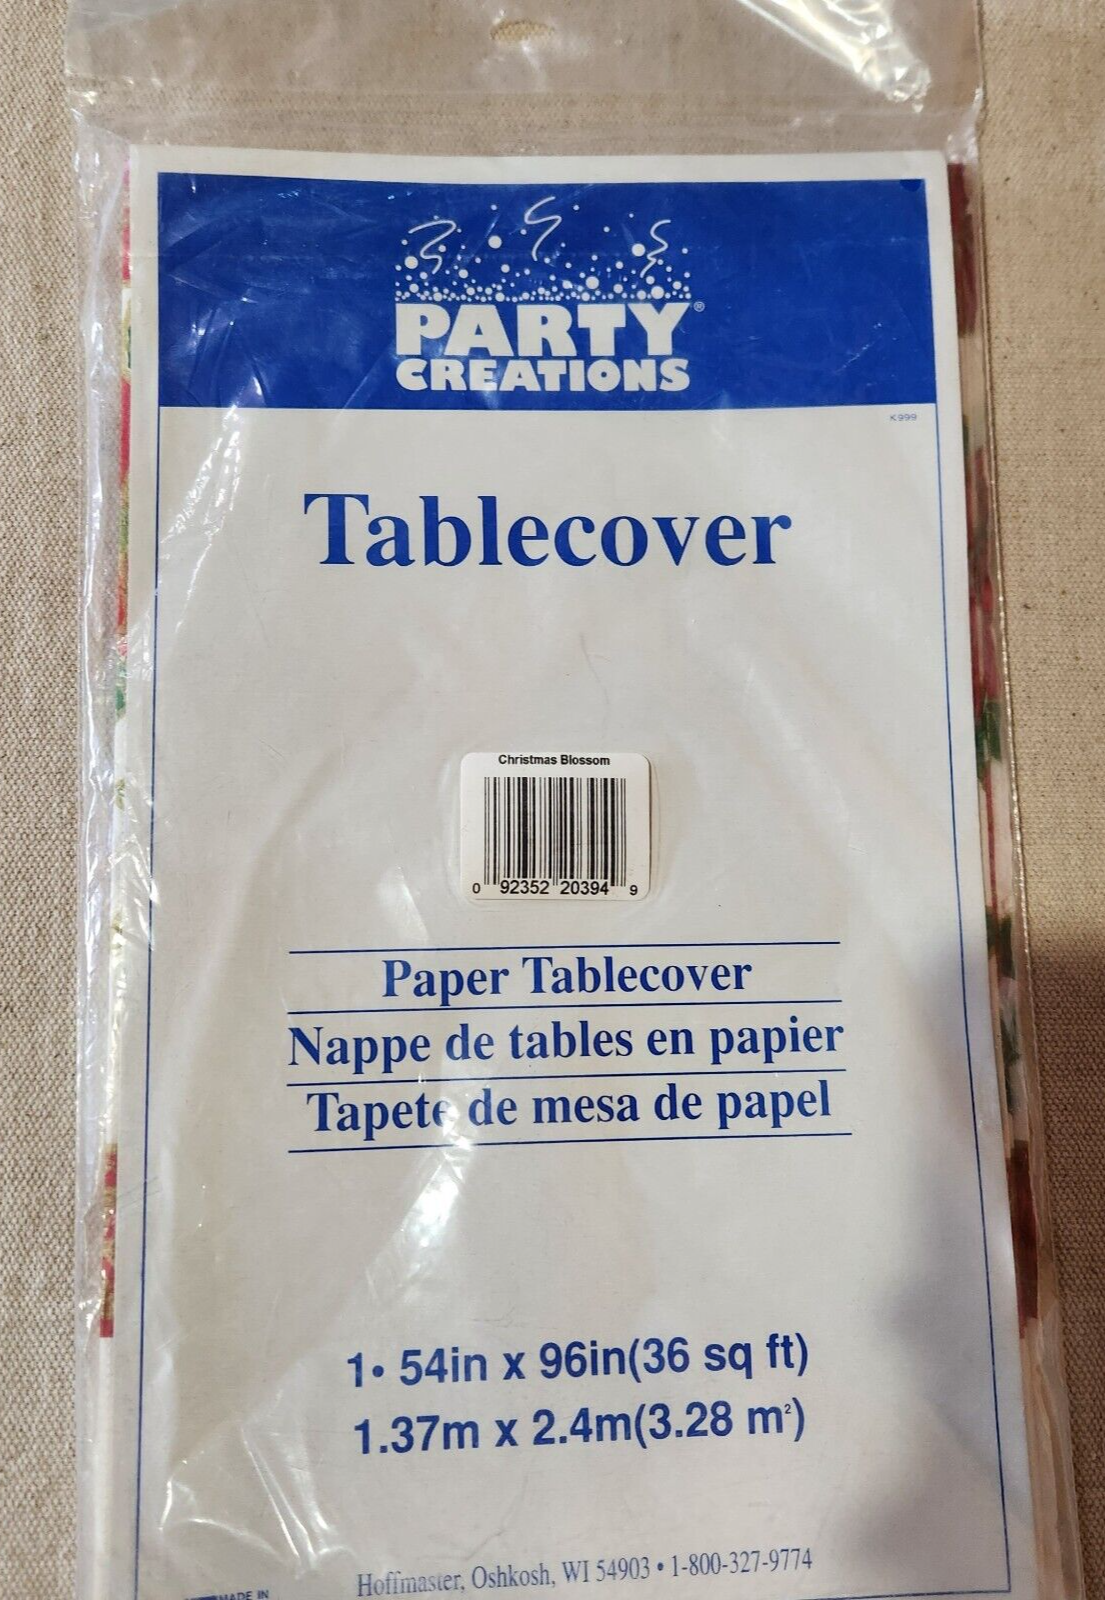 PARTY®
CREATIONS
K999
Tablecover
Christmas Blossom
0 92352 20394 9
Paper Tablecover
Nappe de tables en papier
Tapete de mesa de papel
1• 54in x 96in(36 sq ft)
1.37m x 2.4m(3.28 m²)
Hoffmaster, Oshkosh, WI 54903 • 1-800-327-9774
MADE IN